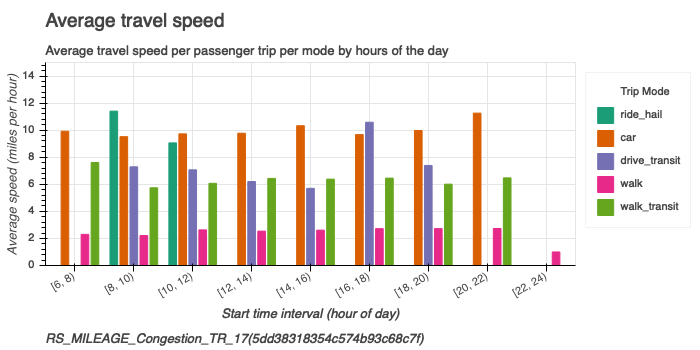 Average travel speed
Average travel speed per passenger trip per mode by hours of the day
Average speed (miles per hour)
14
12
10
8
6
4
2
0
[6, 8)
[8, 10)
[10, 12)
[12, 14)
[14, 16)
[16, 18)
[18, 20)
[20, 22)
[22, 24)
Start time interval (hour of day)
RS_MILEAGE_Congestion_TR_17(5dd38318354c574b93c68c7f)
Trip Mode
ride_hail
car
drive_transit
walk
walk_transit